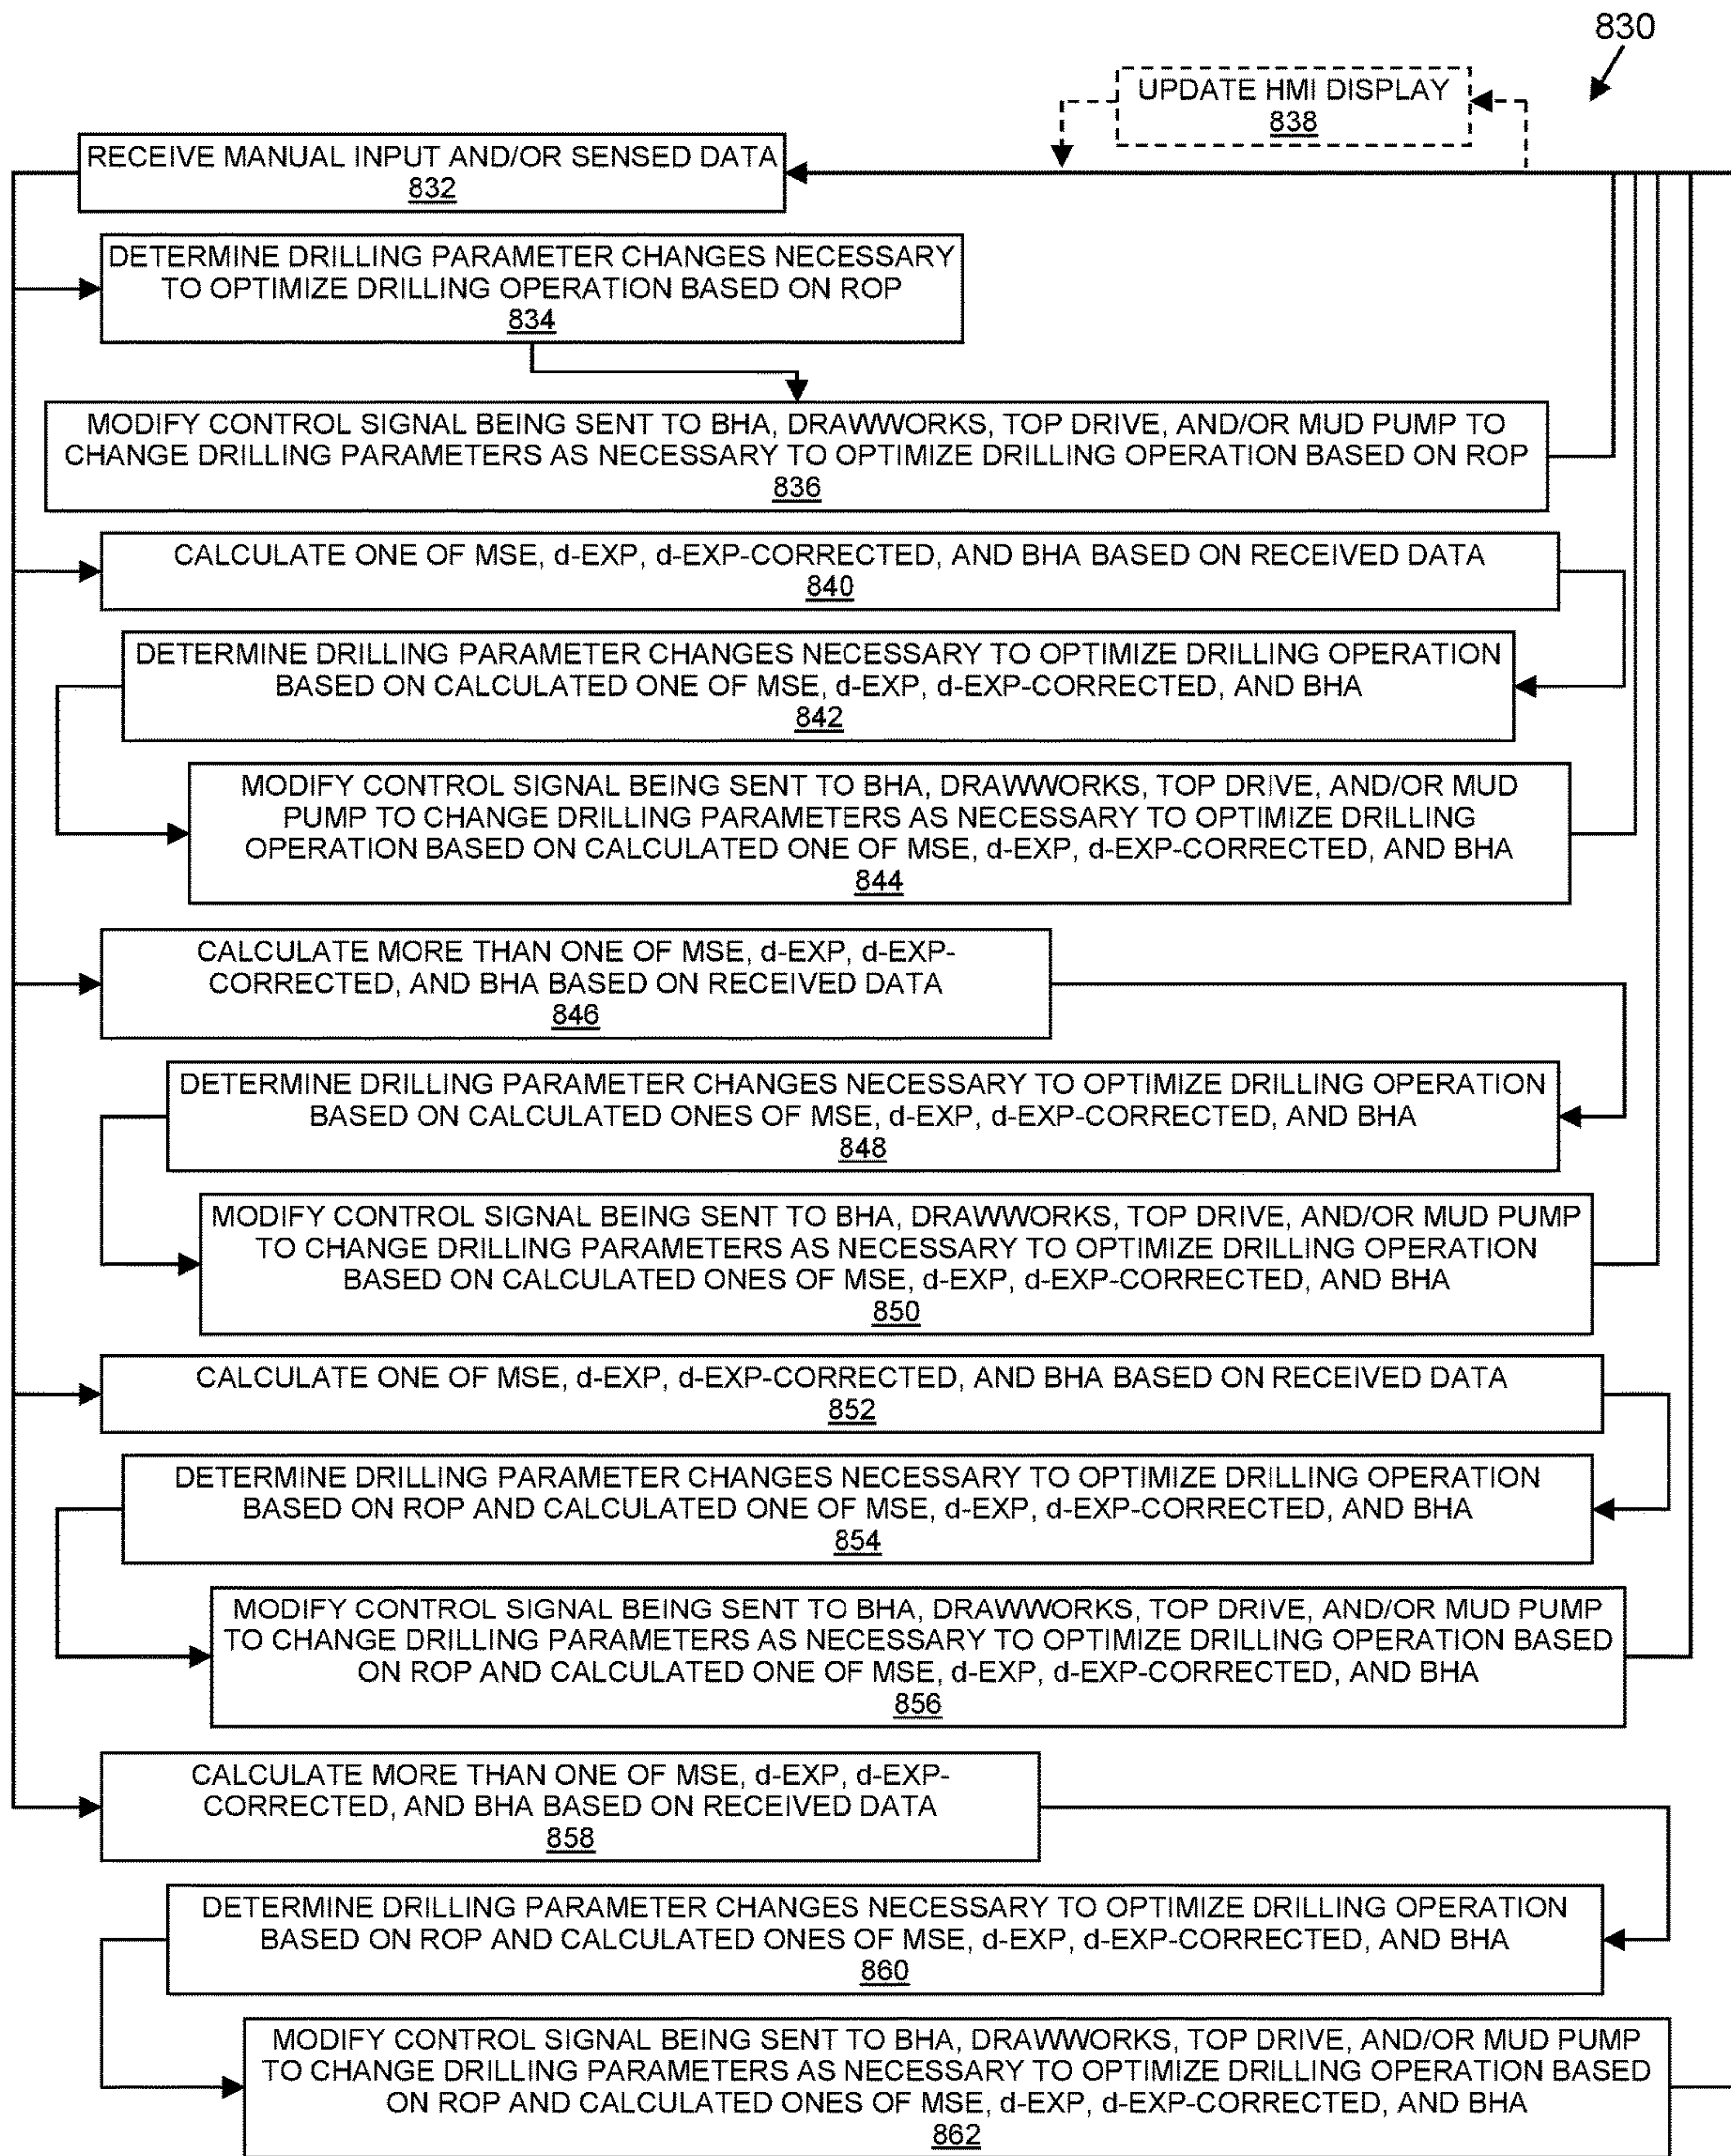 830
UPDATE HMI DISPLAY
838
RECEIVE MANUAL INPUT AND/OR SENSED DATA
832
DETERMINE DRILLING PARAMETER CHANGES NECESSARY
TO OPTIMIZE DRILLING OPERATION BASED ON ROP
834
MODIFY CONTROL SIGNAL BEING SENT TO BHA, DRAWWORKS, TOP DRIVE, AND/OR MUD PUMP TO
CHANGE DRILLING PARAMETERS AS NECESSARY TO OPTIMIZE DRILLING OPERATION BASED ON ROP
836
CALCULATE ONE OF MSE, d-EXP, d-EXP-CORRECTED, AND BHA BASED ON RECEIVED DATA
840
DETERMINE DRILLING PARAMETER CHANGES NECESSARY TO OPTIMIZE DRILLING OPERATION
BASED ON CALCULATED ONE OF MSE, d-EXP, d-EXP-CORRECTED, AND BHA
842
MODIFY CONTROL SIGNAL BEING SENT TO BHA, DRAWWORKS, TOP DRIVE, AND/OR MUD
PUMP TO CHANGE DRILLING PARAMETERS AS NECESSARY TO OPTIMIZE DRILLING
OPERATION BASED ON CALCULATED ONE OF MSE, d-EXP, d-EXP-CORRECTED, AND BHA
844
CALCULATE MORE THAN ONE OF MSE, d-EXP, d-EXP-
CORRECTED, AND BHA BASED ON RECEIVED DATA
846
DETERMINE DRILLING PARAMETER CHANGES NECESSARY TO OPTIMIZE DRILLING OPERATION
BASED ON CALCULATED ONES OF MSE, d-EXP, d-EXP-CORRECTED, AND BHA
848
MODIFY CONTROL SIGNAL BEING SENT TO BHA, DRAWWORKS, TOP DRIVE, AND/OR MUD PUMP
TO CHANGE DRILLING PARAMETERS AS NECESSARY TO OPTIMIZE DRILLING OPERATION
BASED ON CALCULATED ONES OF MSE, d-EXP, d-EXP-CORRECTED, AND BHA
850
CALCULATE ONE OF MSE, d-EXP, d-EXP-CORRECTED, AND BHA BASED ON RECEIVED DATA
852
DETERMINE DRILLING PARAMETER CHANGES NECESSARY TO OPTIMIZE DRILLING OPERATION
BASED ON ROP AND CALCULATED ONE OF MSE, d-EXP, d-EXP-CORRECTED, AND BHA
854
MODIFY CONTROL SIGNAL BEING SENT TO BHA, DRAWWORKS, TOP DRIVE, AND/OR MUD PUMP
TO CHANGE DRILLING PARAMETERS AS NECESSARY TO OPTIMIZE DRILLING OPERATION BASED
ON ROP AND CALCULATED ONE OF MSE, d-EXP, d-EXP-CORRECTED, AND BHA
856
CALCULATE MORE THAN ONE OF MSE, d-EXP, d-EXP-
CORRECTED, AND BHA BASED ON RECEIVED DATA
858
DETERMINE DRILLING PARAMETER CHANGES NECESSARY TO OPTIMIZE DRILLING OPERATION
BASED ON ROP AND CALCULATED ONES OF MSE, d-EXP, d-EXP-CORRECTED, AND BHA
860
MODIFY CONTROL SIGNAL BEING SENT TO BHA, DRAWWORKS, TOP DRIVE, AND/OR MUD PUMP
TO CHANGE DRILLING PARAMETERS AS NECESSARY TO OPTIMIZE DRILLING OPERATION BASED
ON ROP AND CALCULATED ONES OF MSE, d-EXP, d-EXP-CORRECTED, AND BHA
862